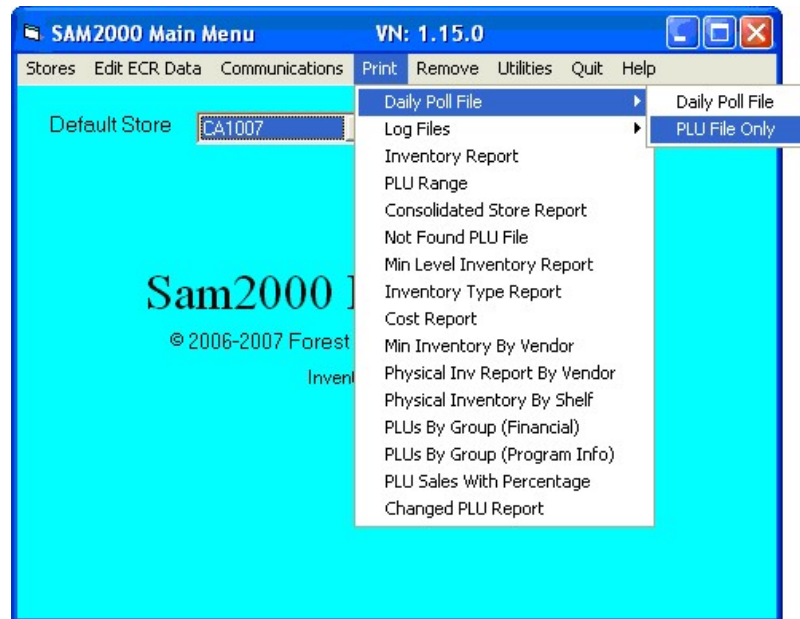 SAM2000 Main Menu VN: 1.15.0
Stores Edit ECR Data Communications Print Remove Utilities Quit Help
Default Store CA1007
Daily Poll File
Log Files
Inventory Report
PLU Range
Consolidated Store Report
Not Found PLU File
Min Level Inventory Report
Inventory Type Report
Cost Report
Min Inventory By Vendor
Physical Inv Report By Vendor
Physical Inventory By Shelf
PLUs By Group (Financial)
PLUs By Group (Program Info)
PLU Sales With Percentage
Changed PLU Report
Daily Poll File
PLU File Only
Sam2000
© 2006-2007 Forest
Invent